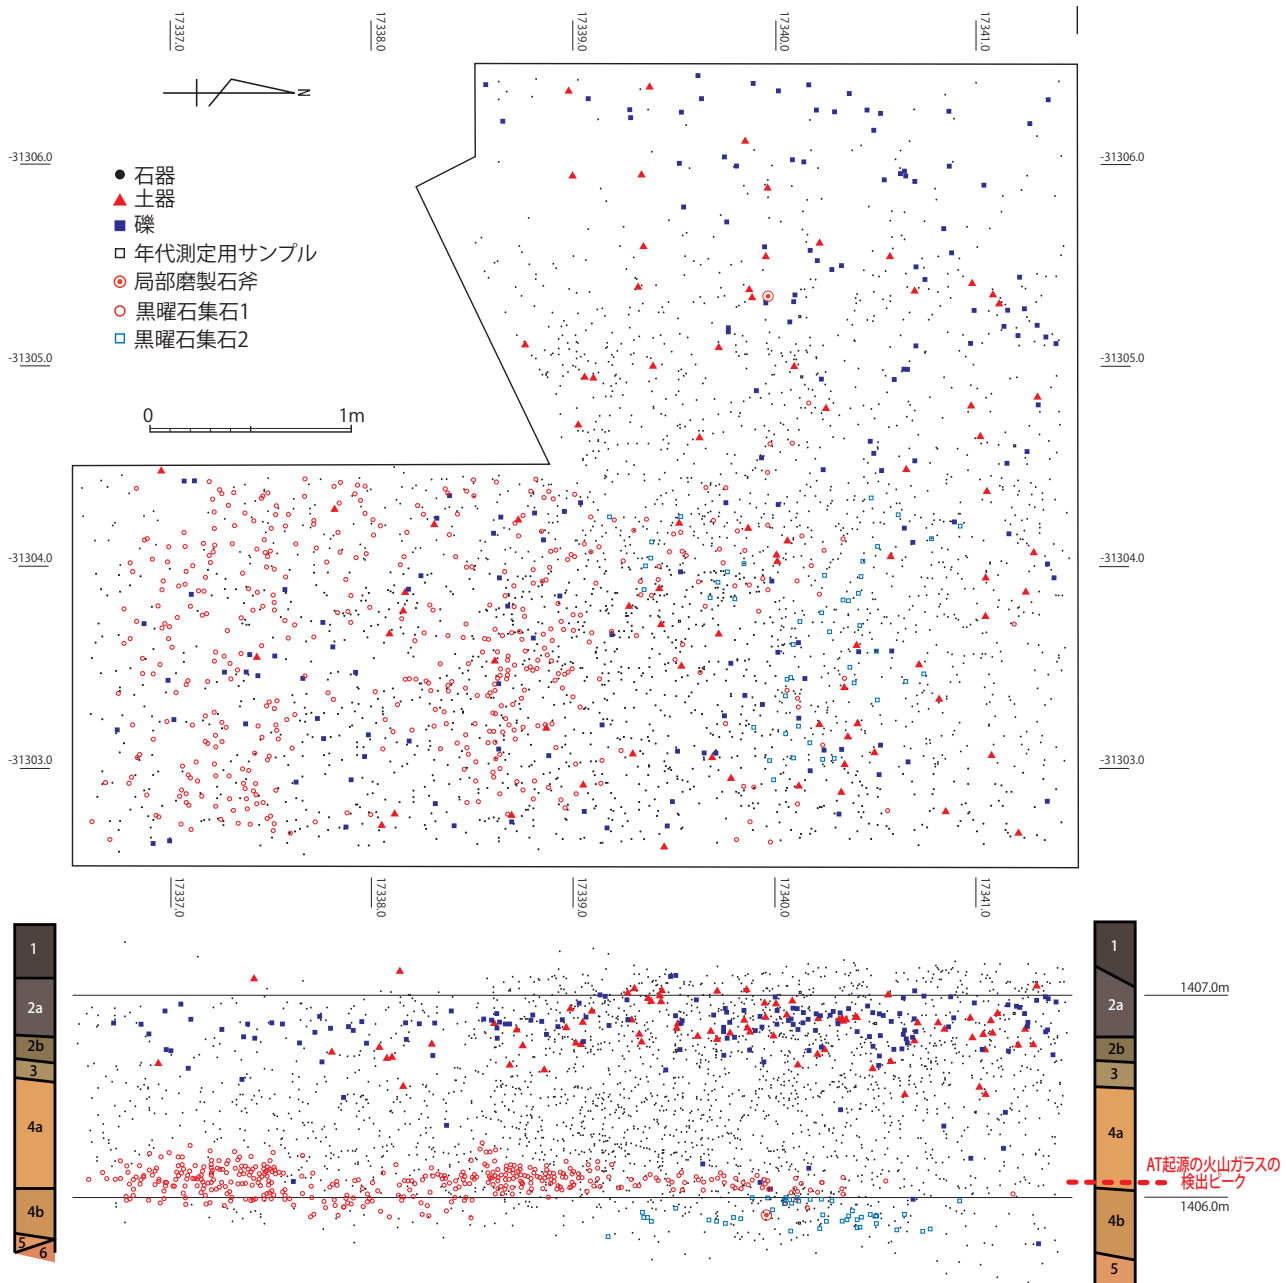 17337.0
17338.0
17339.0
17340.0
17341.0
N
-31306.0
-31306.0
石器
土器
礫
年代測定用サンプル
局部磨製石斧
黒曜石集石1
黒曜石集石2
-31305.0
-31305.0
0 1m
-31304.0
-31304.0
-31303.0
-31303.0
17337.0
17338.0
17339.0
17340.0
17341.0
1
2a
2b
3
4a
4b
5
6
1
2a
2b
3
4a
4b
5
1407.0m
AT起源の火山ガラスの
検出ピーク
1406.0m